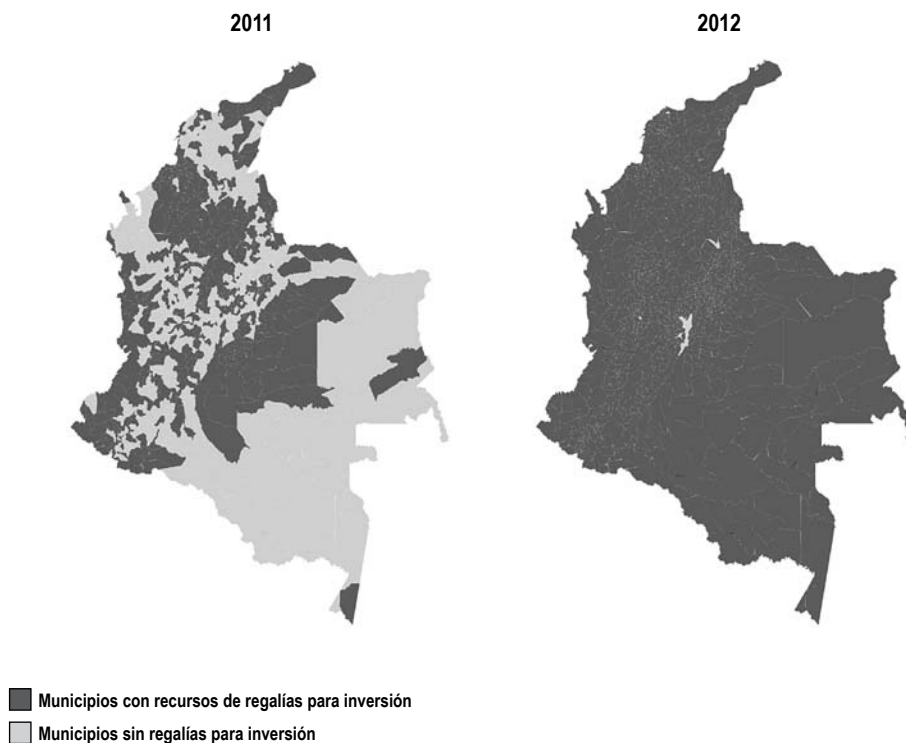 2011
2012
Municipios con recursos de regalías para inversión
Municipios sin regalías para inversión